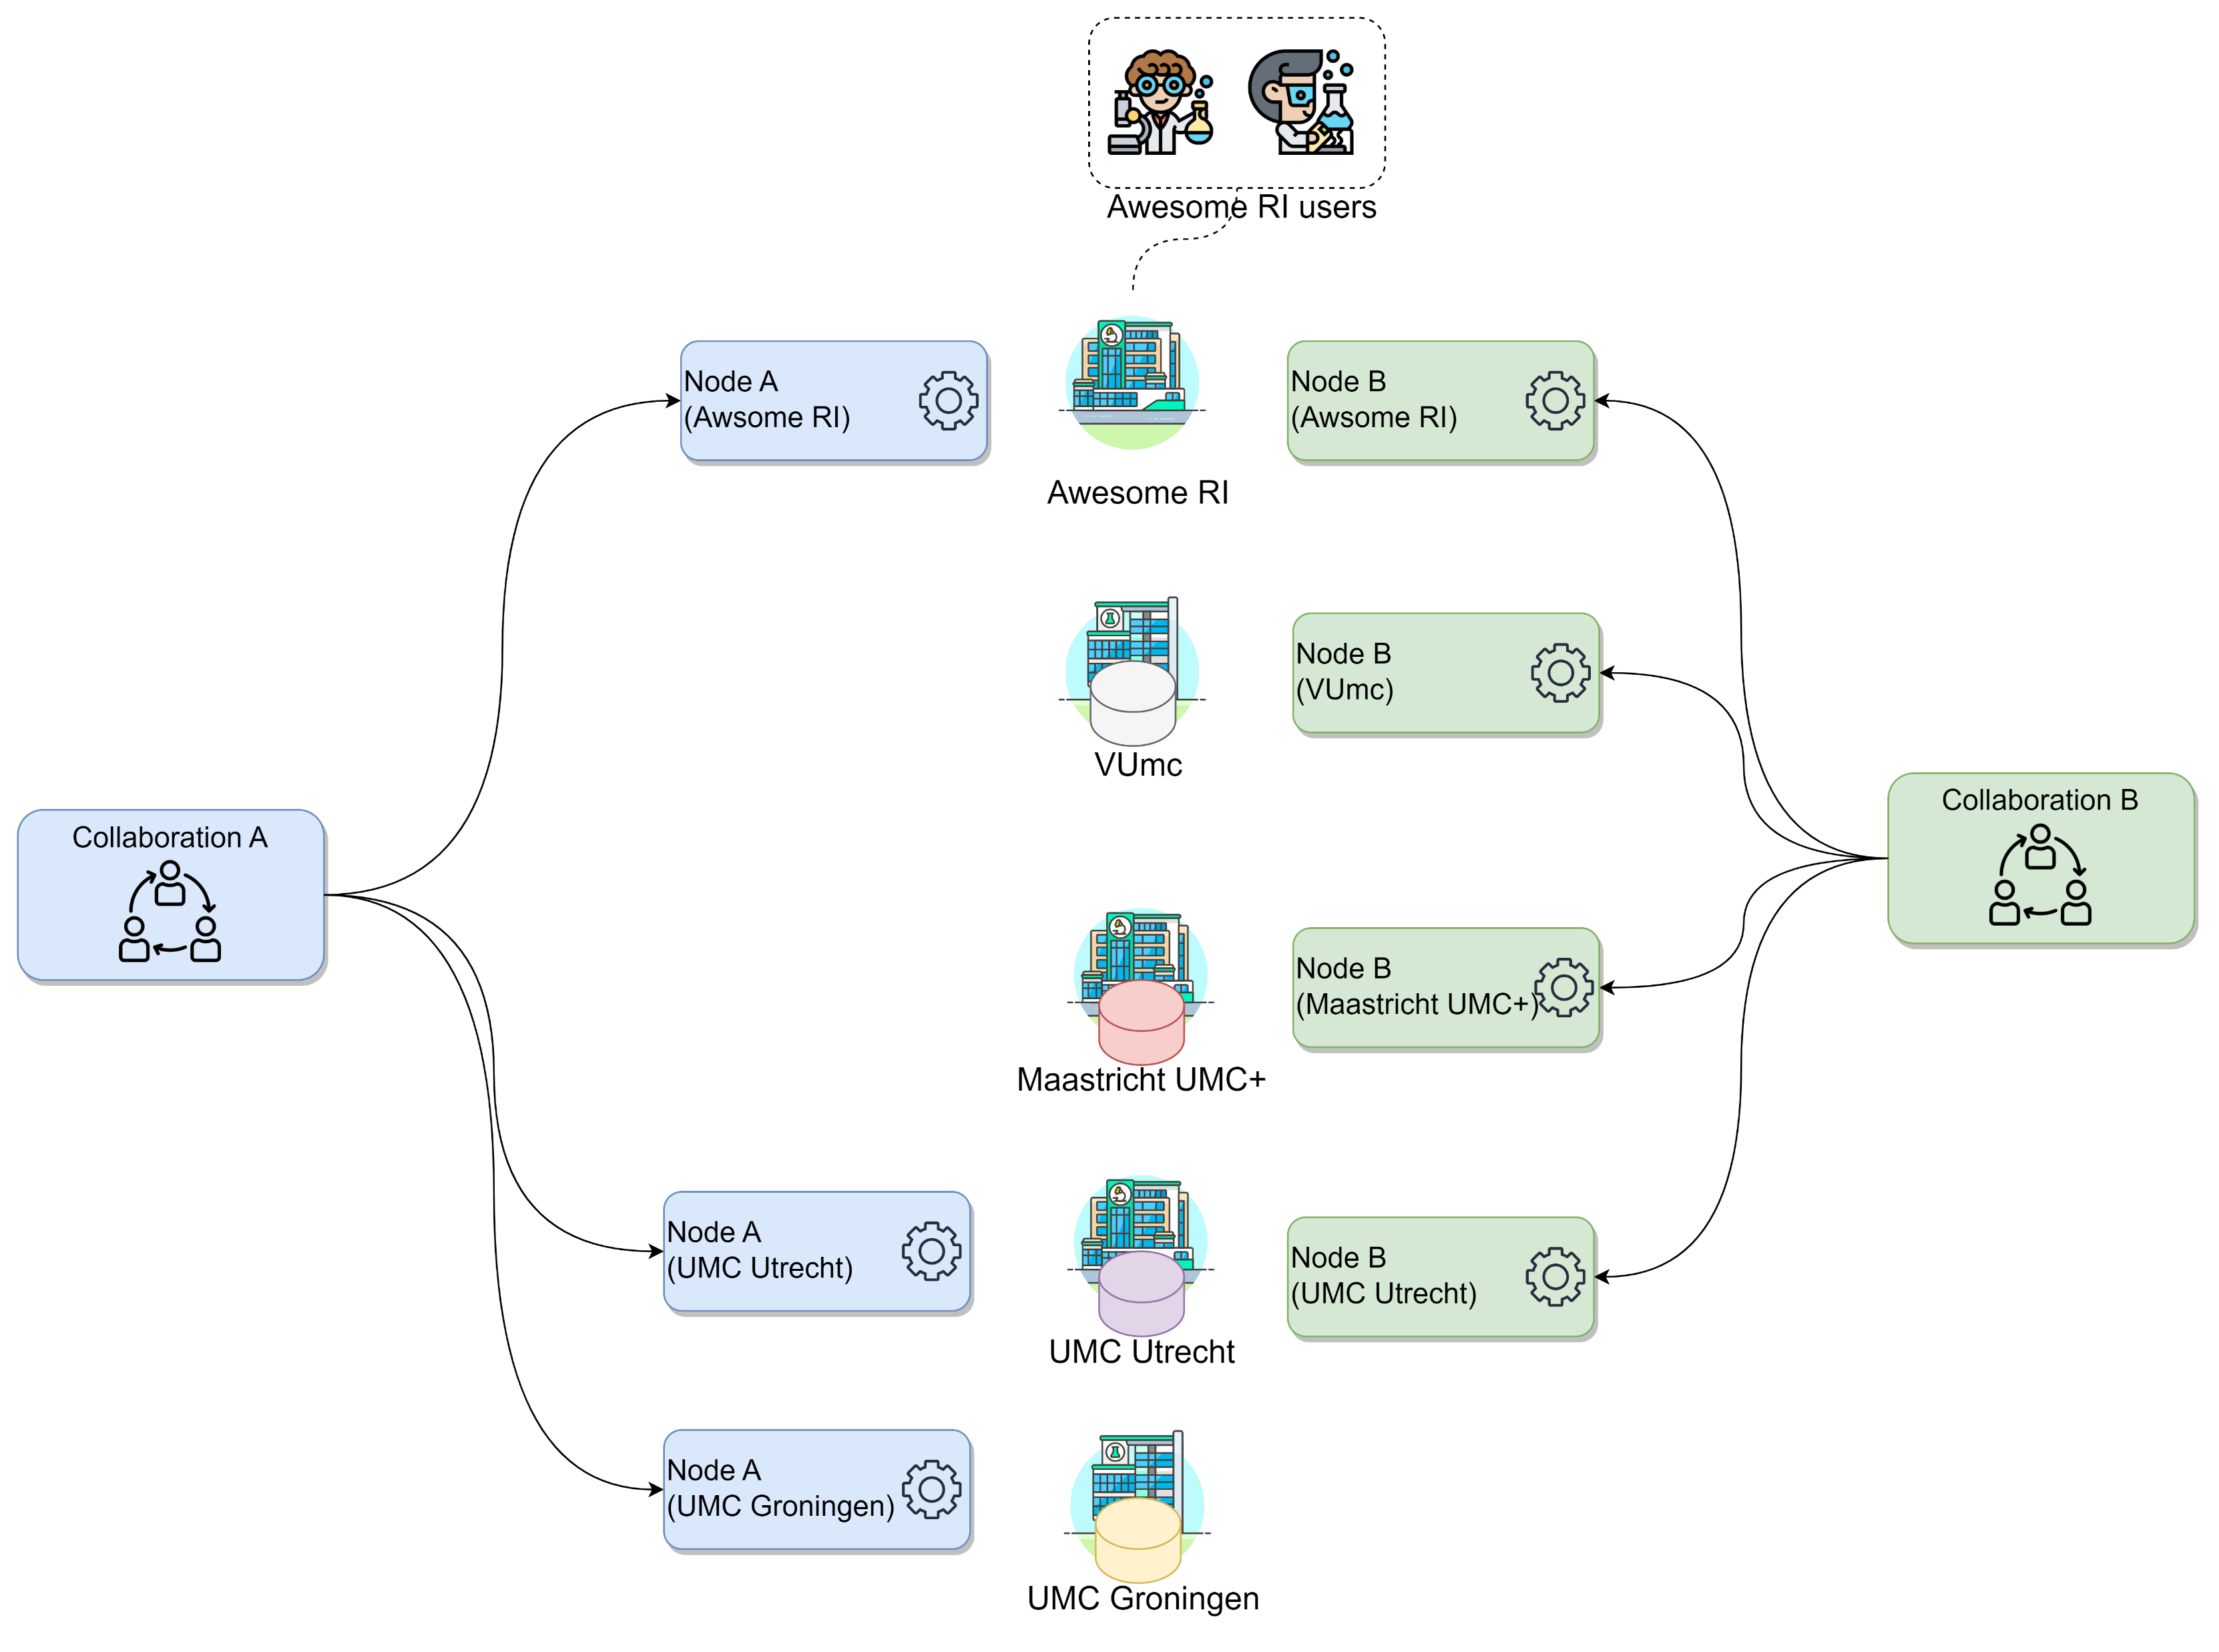 Awesome RI users
Node A
(Awsome RI)
Awesome RI
Node B
(Awsome RI)
VUmc
Node B
(VUmc)
Collaboration A
Collaboration B
Maastricht UMC+
Node B
(Maastricht UMC+)
Node A
(UMC Utrecht)
UMC Utrecht
Node B
(UMC Utrecht)
Node A
(UMC Groningen)
UMC Groningen